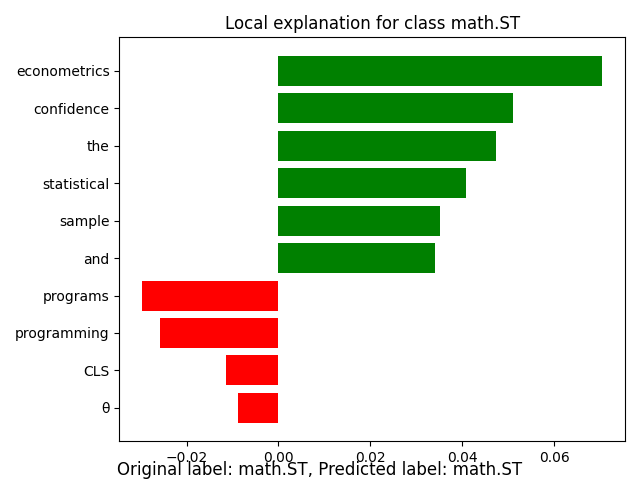 Local explanation for class math.ST
econometrics
confidence
the
statistical
sample
and
programs
programming
CLS
θ
−0.02 0.00 0.02 0.04 0.06
Original label: math.ST, Predicted label: math.ST